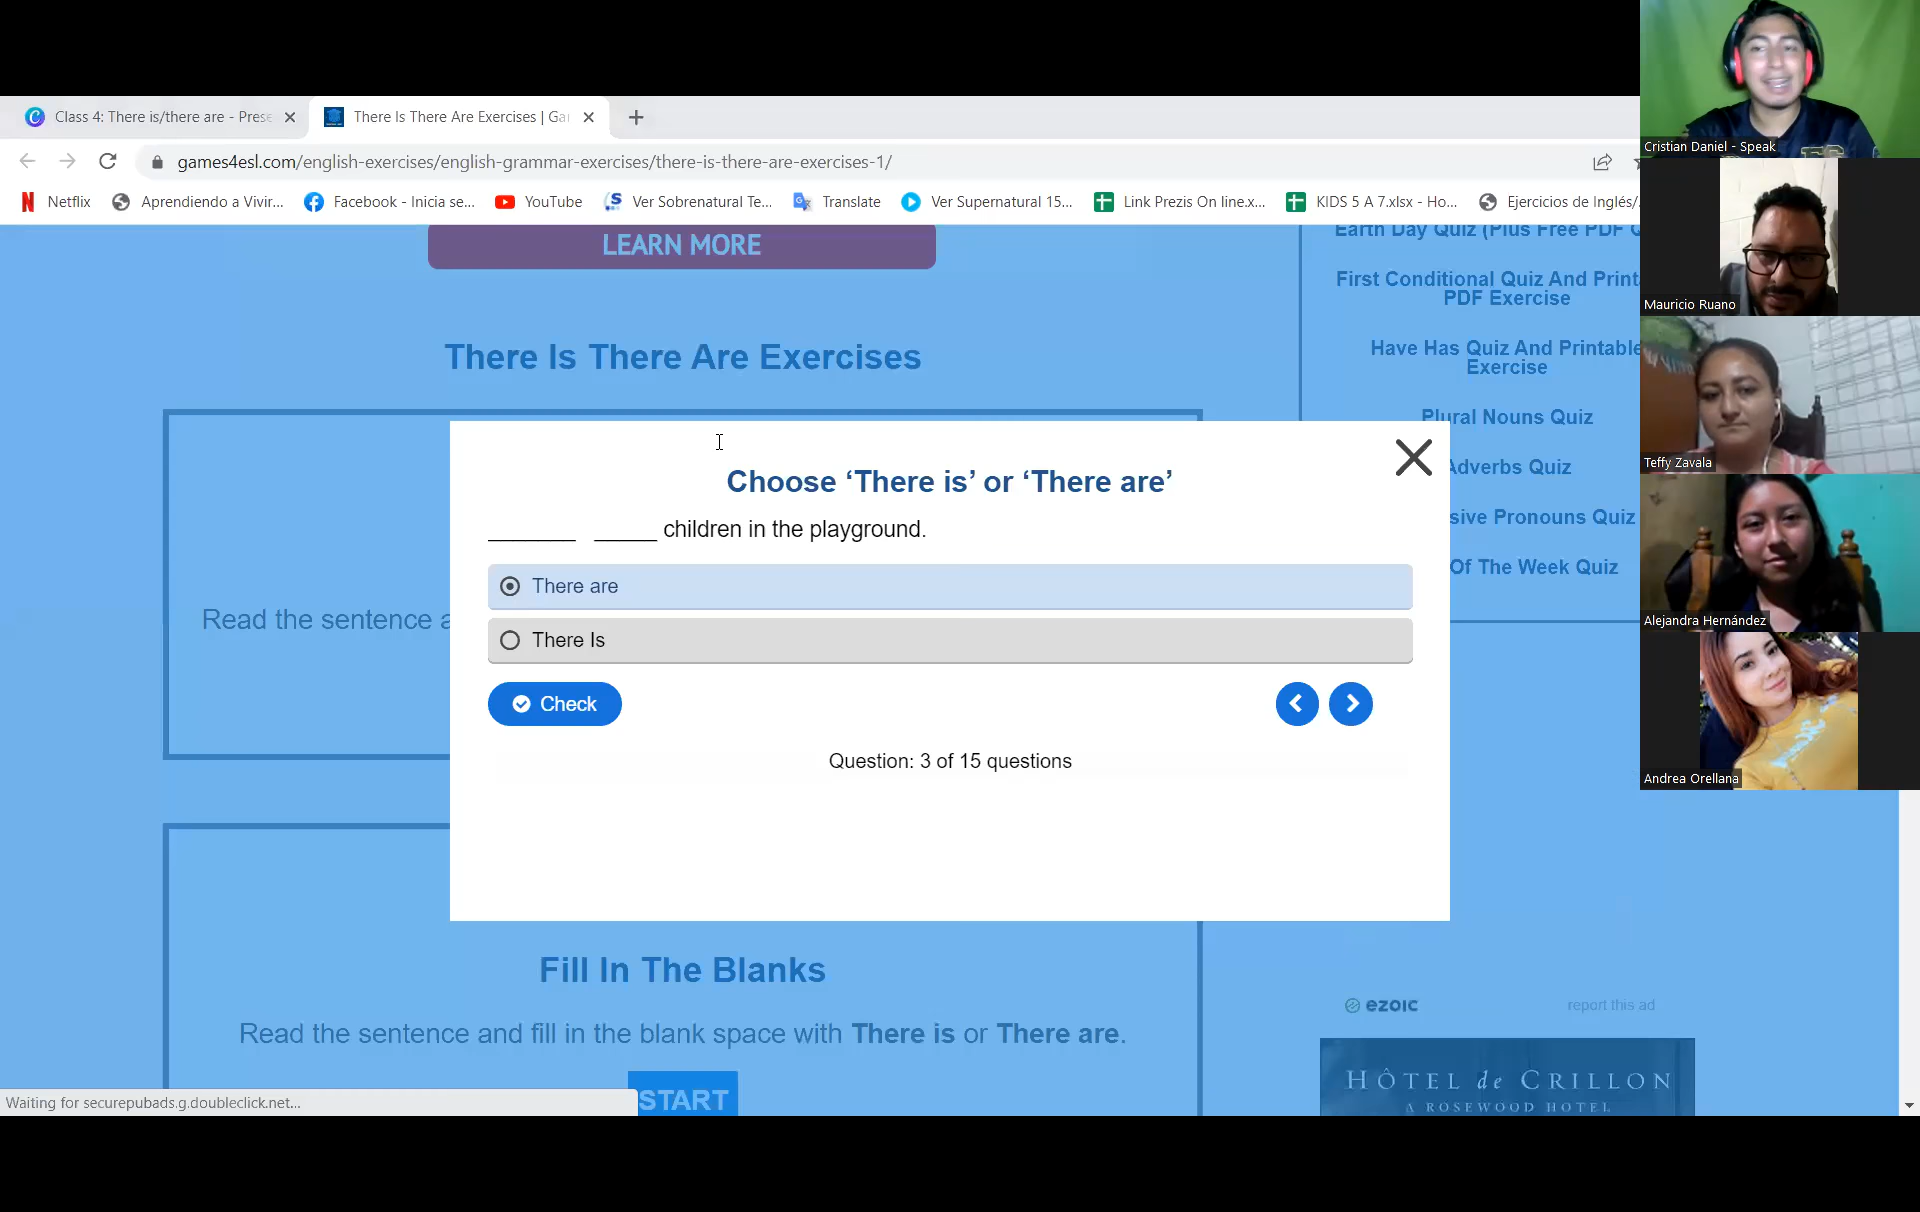 Class 4: There is/there are - Prese
There Is There Are Exercises | Ga
games4esl.com/english-exercises/english-grammar-exercises/there-is-there-are-exercises-1/
Netflix
Aprendiendo a Vivir...
Facebook - Inicia se...
YouTube
Ver Sobrenatural Te...
Translate
Ver Supernatural 15...
Link Prezis On line.x...
KIDS 5 A 7.xlsx - Ho...
Ejercicios de Inglés/
LEARN MORE
There Is There Are Exercises
Read the sentence a
Choose ‘There is’ or ‘There are’
_______ _____ children in the playground.
There are
There Is
Check
Question: 3 of 15 questions
Fill In The Blanks
Read the sentence and fill in the blank space with There is or There are.
START
Waiting for securepubads.g.doubleclick.net...
Earth Day Quiz (Plus Free PDF Q
First Conditional Quiz And Printa
PDF Exercise
Have Has Quiz And Printable
Exercise
Plural Nouns Quiz
Adverbs Quiz
sive Pronouns Quiz
Of The Week Quiz
ezoic
report this ad
HÔTEL de CRILLON
A ROSEWOOD HOTEL
Cristian Daniel - Speak
Mauricio Ruano
Teffy Zavala
Alejandra Hernández
Andrea Orellana